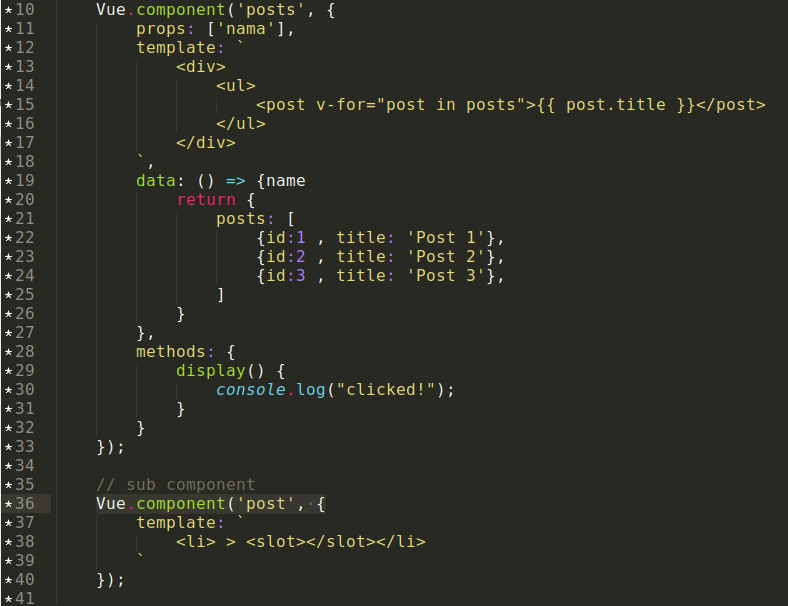 ★10 Vue.component('posts', {
★11 props: ['nama'],
★12 template: `
★13 <div>
★14 <ul>
★15 <post v-for="post in posts">{{ post.title }}</post>
★16 </ul>
★17 </div>
★18 `,
★19 data: () => {name
★20 return {
★21 posts: [
★22 {id:1 , title: 'Post 1'},
★23 {id:2 , title: 'Post 2'},
★24 {id:3 , title: 'Post 3'},
★25 ]
★26 }
★27 },
★28 methods: {
★29 display() {
★30 console.log("clicked!");
★31 }
★32 }
★33 });
★34
★35 // sub component
★36 Vue.component('post', {
★37 template: `
★38 <li> > <slot></slot></li>
★39 `
★40 });
★41